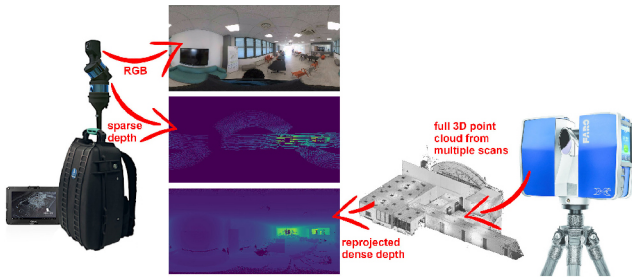 RGB
sparse
depth
full 3D point
cloud from
multiple scans
reprojected
dense depth
FARO